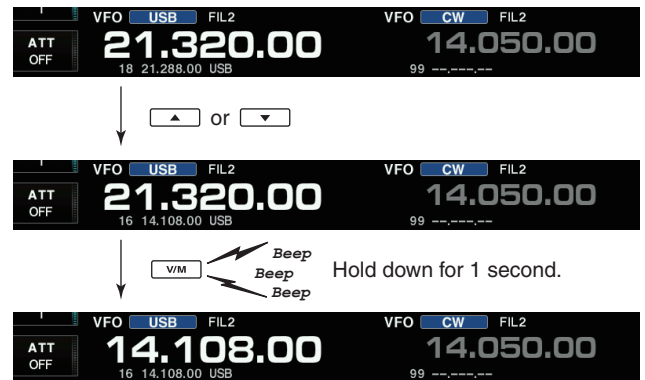 VFO USB FIL2 VFO CW FIL2
ATT 21.320.00 14.050.00
OFF
18 21.288.00 USB 99 --.---.--
▲ or ▼
VFO USB FIL2 VFO CW FIL2
ATT 21.320.00 14.050.00
OFF
16 14.108.00 USB 99 --.---.--
Beep
V/M Beep Hold down for 1 second.
Beep
VFO USB FIL2 VFO CW FIL2
ATT 14.108.00 14.050.00
OFF
16 14.108.00 USB 99 --.---.--